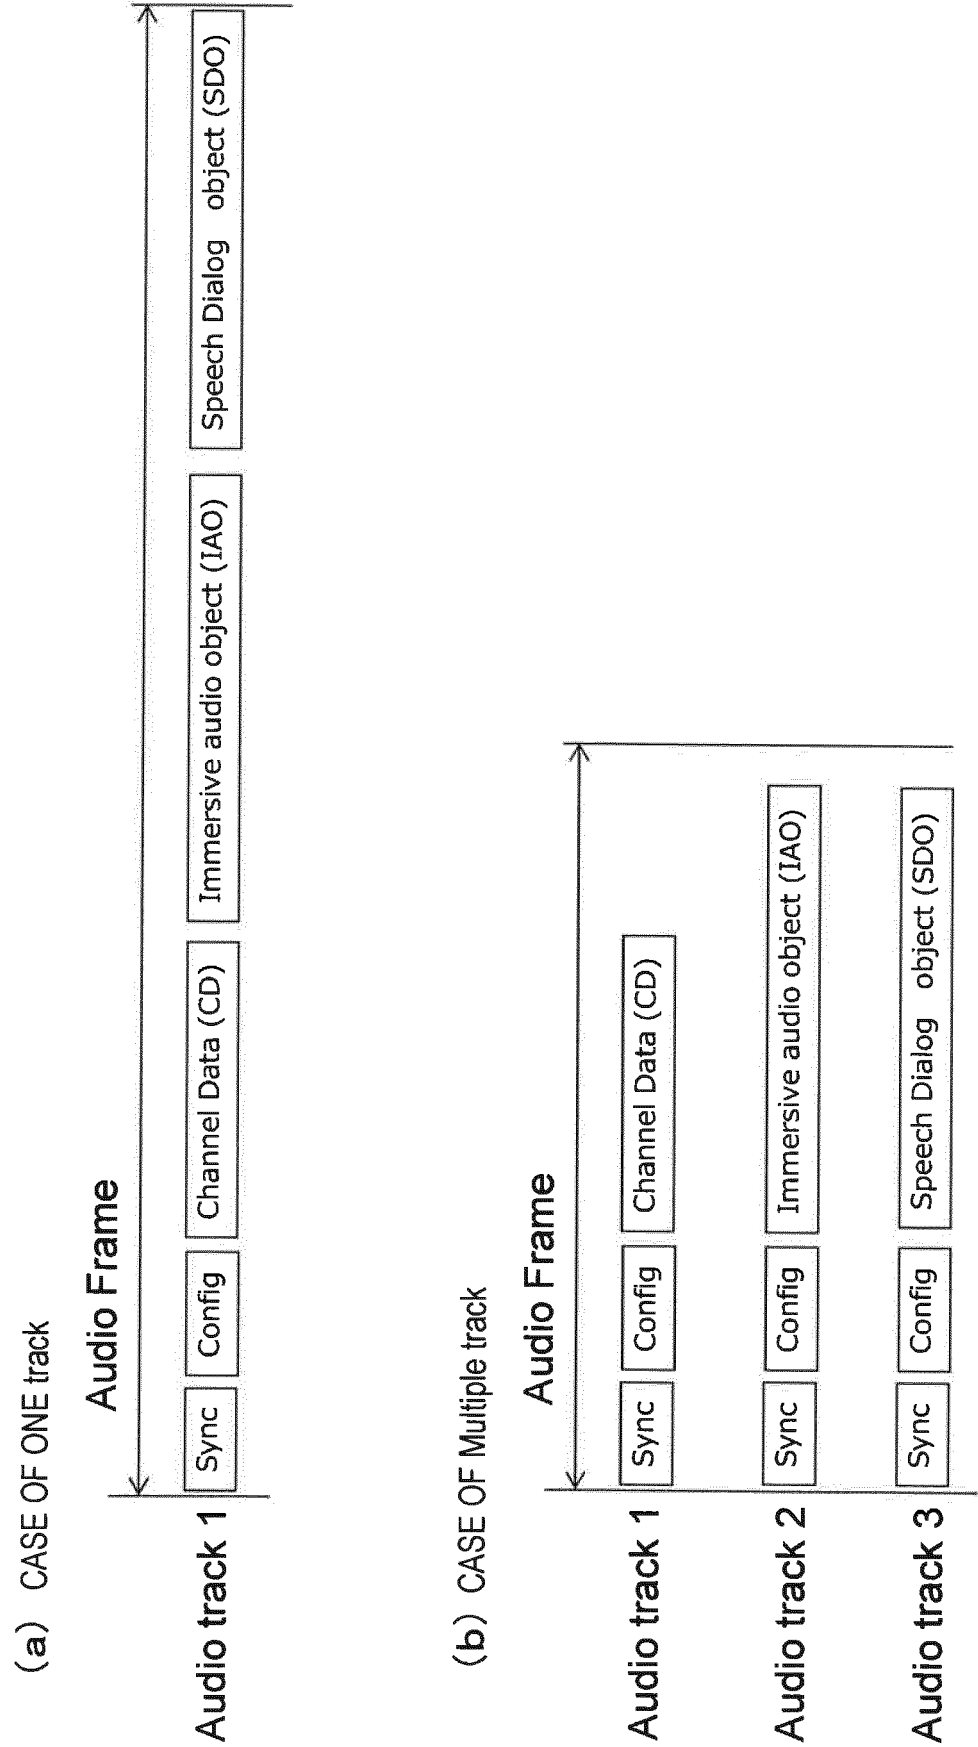 (a) CASE OF ONE track
Audio Frame
Audio track 1 Sync Config Channel Data (CD) Immersive audio object (IAO) Speech Dialog object (SDO)
(b) CASE OF Multiple track
Audio Frame
Audio track 1 Sync Config Channel Data (CD)
Audio track 2 Sync Config Immersive audio object (IAO)
Audio track 3 Sync Config Speech Dialog object (SDO)